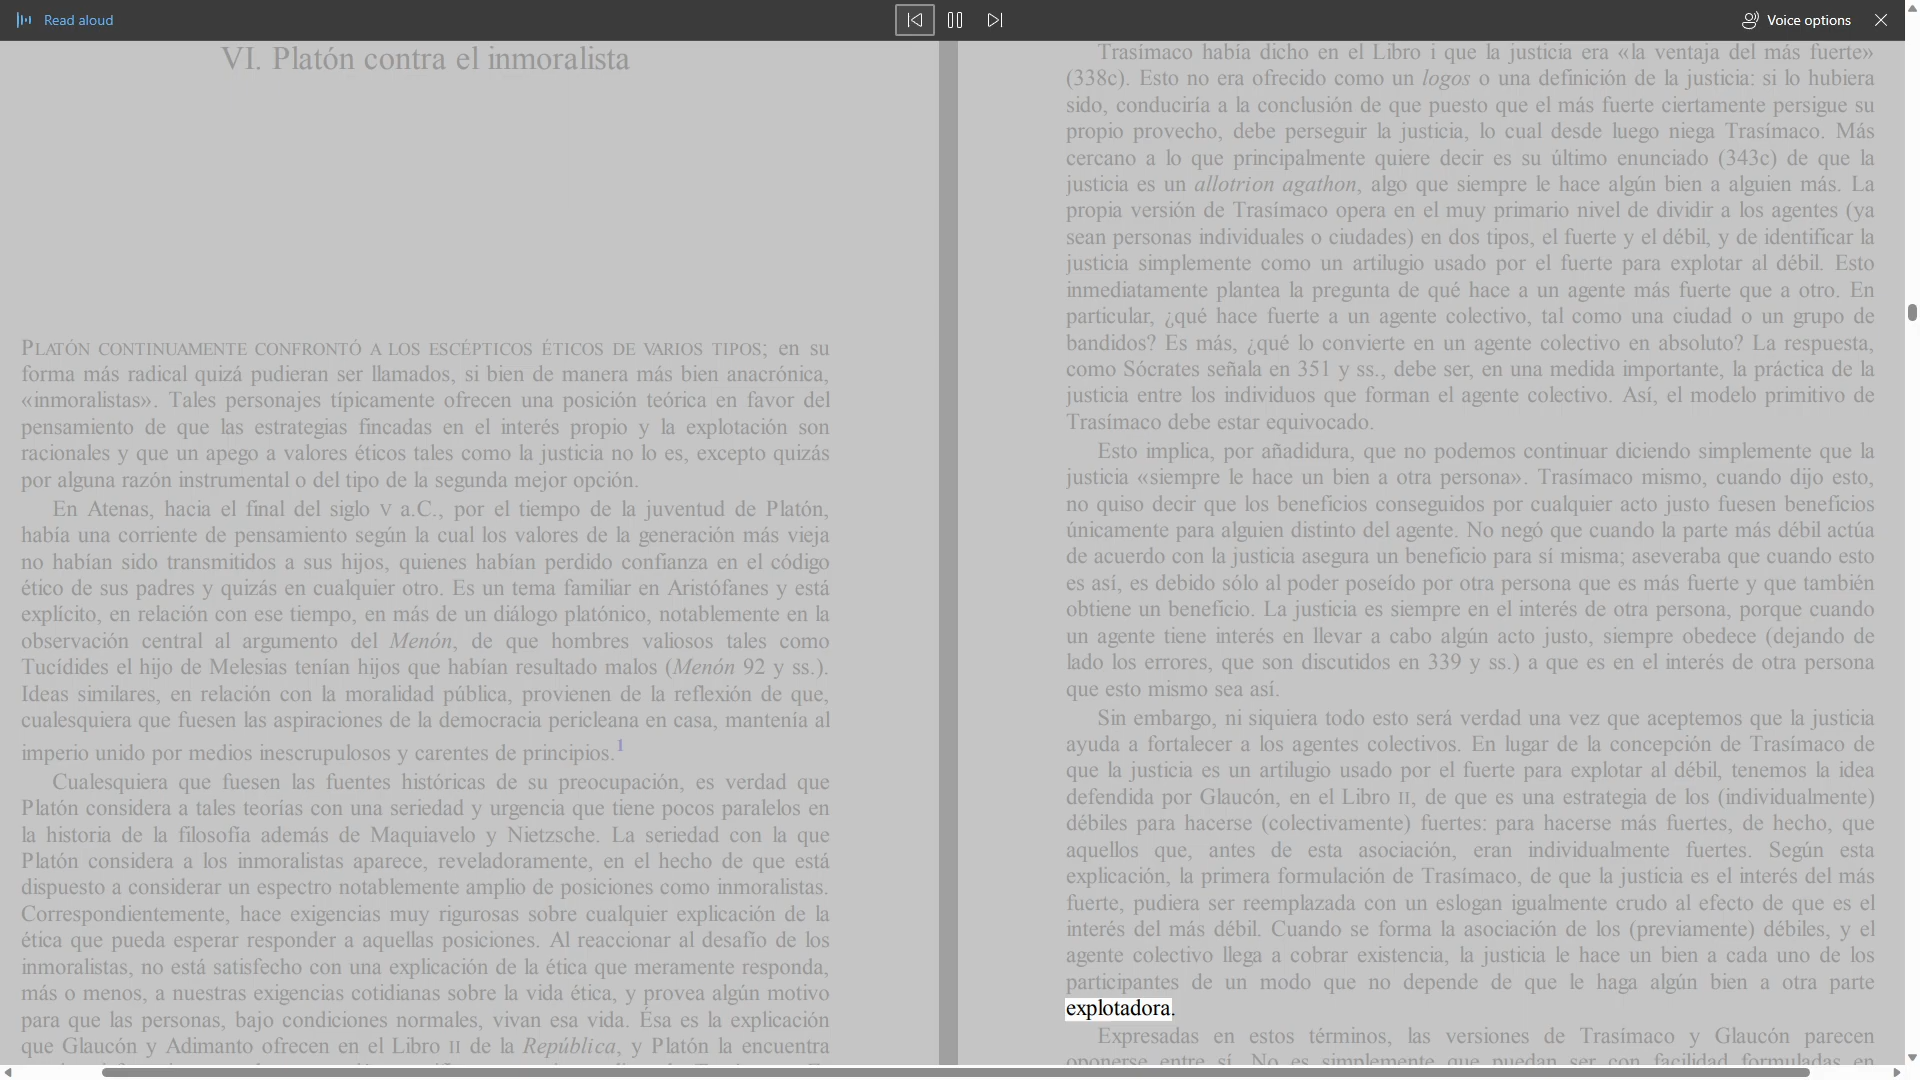 Read aloud
Voice options
VI. Platón contra el inmoralista
PLATÓN CONTINUAMENTE CONFRONTÓ A LOS ESCÉPTICOS ÉTICOS DE VARIOS TIPOS; en su
forma más radical quizá pudieran ser llamados, si bien de manera más bien anacrónica,
«inmoralistas». Tales personajes típicamente ofrecen una posición teórica en favor del
pensamiento de que las estrategias fincadas en el interés propio y la explotación son
racionales y que un apego a valores éticos tales como la justicia no lo es, excepto quizás
por alguna razón instrumental o del tipo de la segunda mejor opción.
En Atenas, hacia el final del siglo V a.C., por el tiempo de la juventud de Platón,
había una corriente de pensamiento según la cual los valores de la generación más vieja
no habían sido transmitidos a sus hijos, quienes habían perdido confianza en el código
ético de sus padres y quizás en cualquier otro. Es un tema familiar en Aristófanes y está
explícito, en relación con ese tiempo, en más de un diálogo platónico, notablemente en la
observación central al argumento del Menón, de que hombres valiosos tales como
Tucídides el hijo de Melesias tenían hijos que habían resultado malos (Menón 92 y ss.).
Ideas similares, en relación con la moralidad pública, provienen de la reflexión de que,
cualesquiera que fuesen las aspiraciones de la democracia pericleana en casa, mantenía al
imperio unido por medios inescrupulosos y carentes de principios.1
Cualesquiera que fuesen las fuentes históricas de su preocupación, es verdad que
Platón considera a tales teorías con una seriedad y urgencia que tiene pocos paralelos en
la historia de la filosofía además de Maquiavelo y Nietzsche. La seriedad con la que
Platón considera a los inmoralistas aparece, reveladoramente, en el hecho de que está
dispuesto a considerar un espectro notablemente amplio de posiciones como inmoralistas.
Correspondientemente, hace exigencias muy rigurosas sobre cualquier explicación de la
ética que pueda esperar responder a aquellas posiciones. Al reaccionar al desafío de los
inmoralistas, no está satisfecho con una explicación de la ética que meramente responda,
más o menos, a nuestras exigencias cotidianas sobre la vida ética, y provea algún motivo
para que las personas, bajo condiciones normales, vivan esa vida. Ésa es la explicación
que Glaucón y Adimanto ofrecen en el Libro II de la República, y Platón la encuentra
Trasímaco había dicho en el Libro i que la justicia era «la ventaja del más fuerte»
(338c). Esto no era ofrecido como un logos o una definición de la justicia: si lo hubiera
sido, conduciría a la conclusión de que puesto que el más fuerte ciertamente persigue su
propio provecho, debe perseguir la justicia, lo cual desde luego niega Trasímaco. Más
cercano a lo que principalmente quiere decir es su último enunciado (343c) de que la
justicia es un allotrion agathon, algo que siempre le hace algún bien a alguien más. La
propia versión de Trasímaco opera en el muy primario nivel de dividir a los agentes (ya
sean personas individuales o ciudades) en dos tipos, el fuerte y el débil, y de identificar la
justicia simplemente como un artilugio usado por el fuerte para explotar al débil. Esto
inmediatamente plantea la pregunta de qué hace a un agente más fuerte que a otro. En
particular, ¿qué hace fuerte a un agente colectivo, tal como una ciudad o un grupo de
bandidos? Es más, ¿qué lo convierte en un agente colectivo en absoluto? La respuesta,
como Sócrates señala en 351 y ss., debe ser, en una medida importante, la práctica de la
justicia entre los individuos que forman el agente colectivo. Así, el modelo primitivo de
Trasímaco debe estar equivocado.
Esto implica, por añadidura, que no podemos continuar diciendo simplemente que la
justicia «siempre le hace un bien a otra persona». Trasímaco mismo, cuando dijo esto,
no quiso decir que los beneficios conseguidos por cualquier acto justo fuesen beneficios
únicamente para alguien distinto del agente. No negó que cuando la parte más débil actúa
de acuerdo con la justicia asegura un beneficio para sí misma; aseveraba que cuando esto
es así, es debido sólo al poder poseído por otra persona que es más fuerte y que también
obtiene un beneficio. La justicia es siempre en el interés de otra persona, porque cuando
un agente tiene interés en llevar a cabo algún acto justo, siempre obedece (dejando de
lado los errores, que son discutidos en 339 y ss.) a que es en el interés de otra persona
que esto mismo sea así.
Sin embargo, ni siquiera todo esto será verdad una vez que aceptemos que la justicia
ayuda a fortalecer a los agentes colectivos. En lugar de la concepción de Trasímaco de
que la justicia es un artilugio usado por el fuerte para explotar al débil, tenemos la idea
defendida por Glaucón, en el Libro II, de que es una estrategia de los (individualmente)
débiles para hacerse (colectivamente) fuertes: para hacerse más fuertes, de hecho, que
aquellos que, antes de esta asociación, eran individualmente fuertes. Según esta
explicación, la primera formulación de Trasímaco, de que la justicia es el interés del más
fuerte, pudiera ser reemplazada con un eslogan igualmente crudo al efecto de que es el
interés del más débil. Cuando se forma la asociación de los (previamente) débiles, y el
agente colectivo llega a cobrar existencia, la justicia le hace un bien a cada uno de los
participantes de un modo que no depende de que le haga algún bien a otra parte
explotadora.
Expresadas en estos términos, las versiones de Trasímaco y Glaucón parecen
oponerse entre sí. No es simplemente que puedan ser con facilidad formuladas en